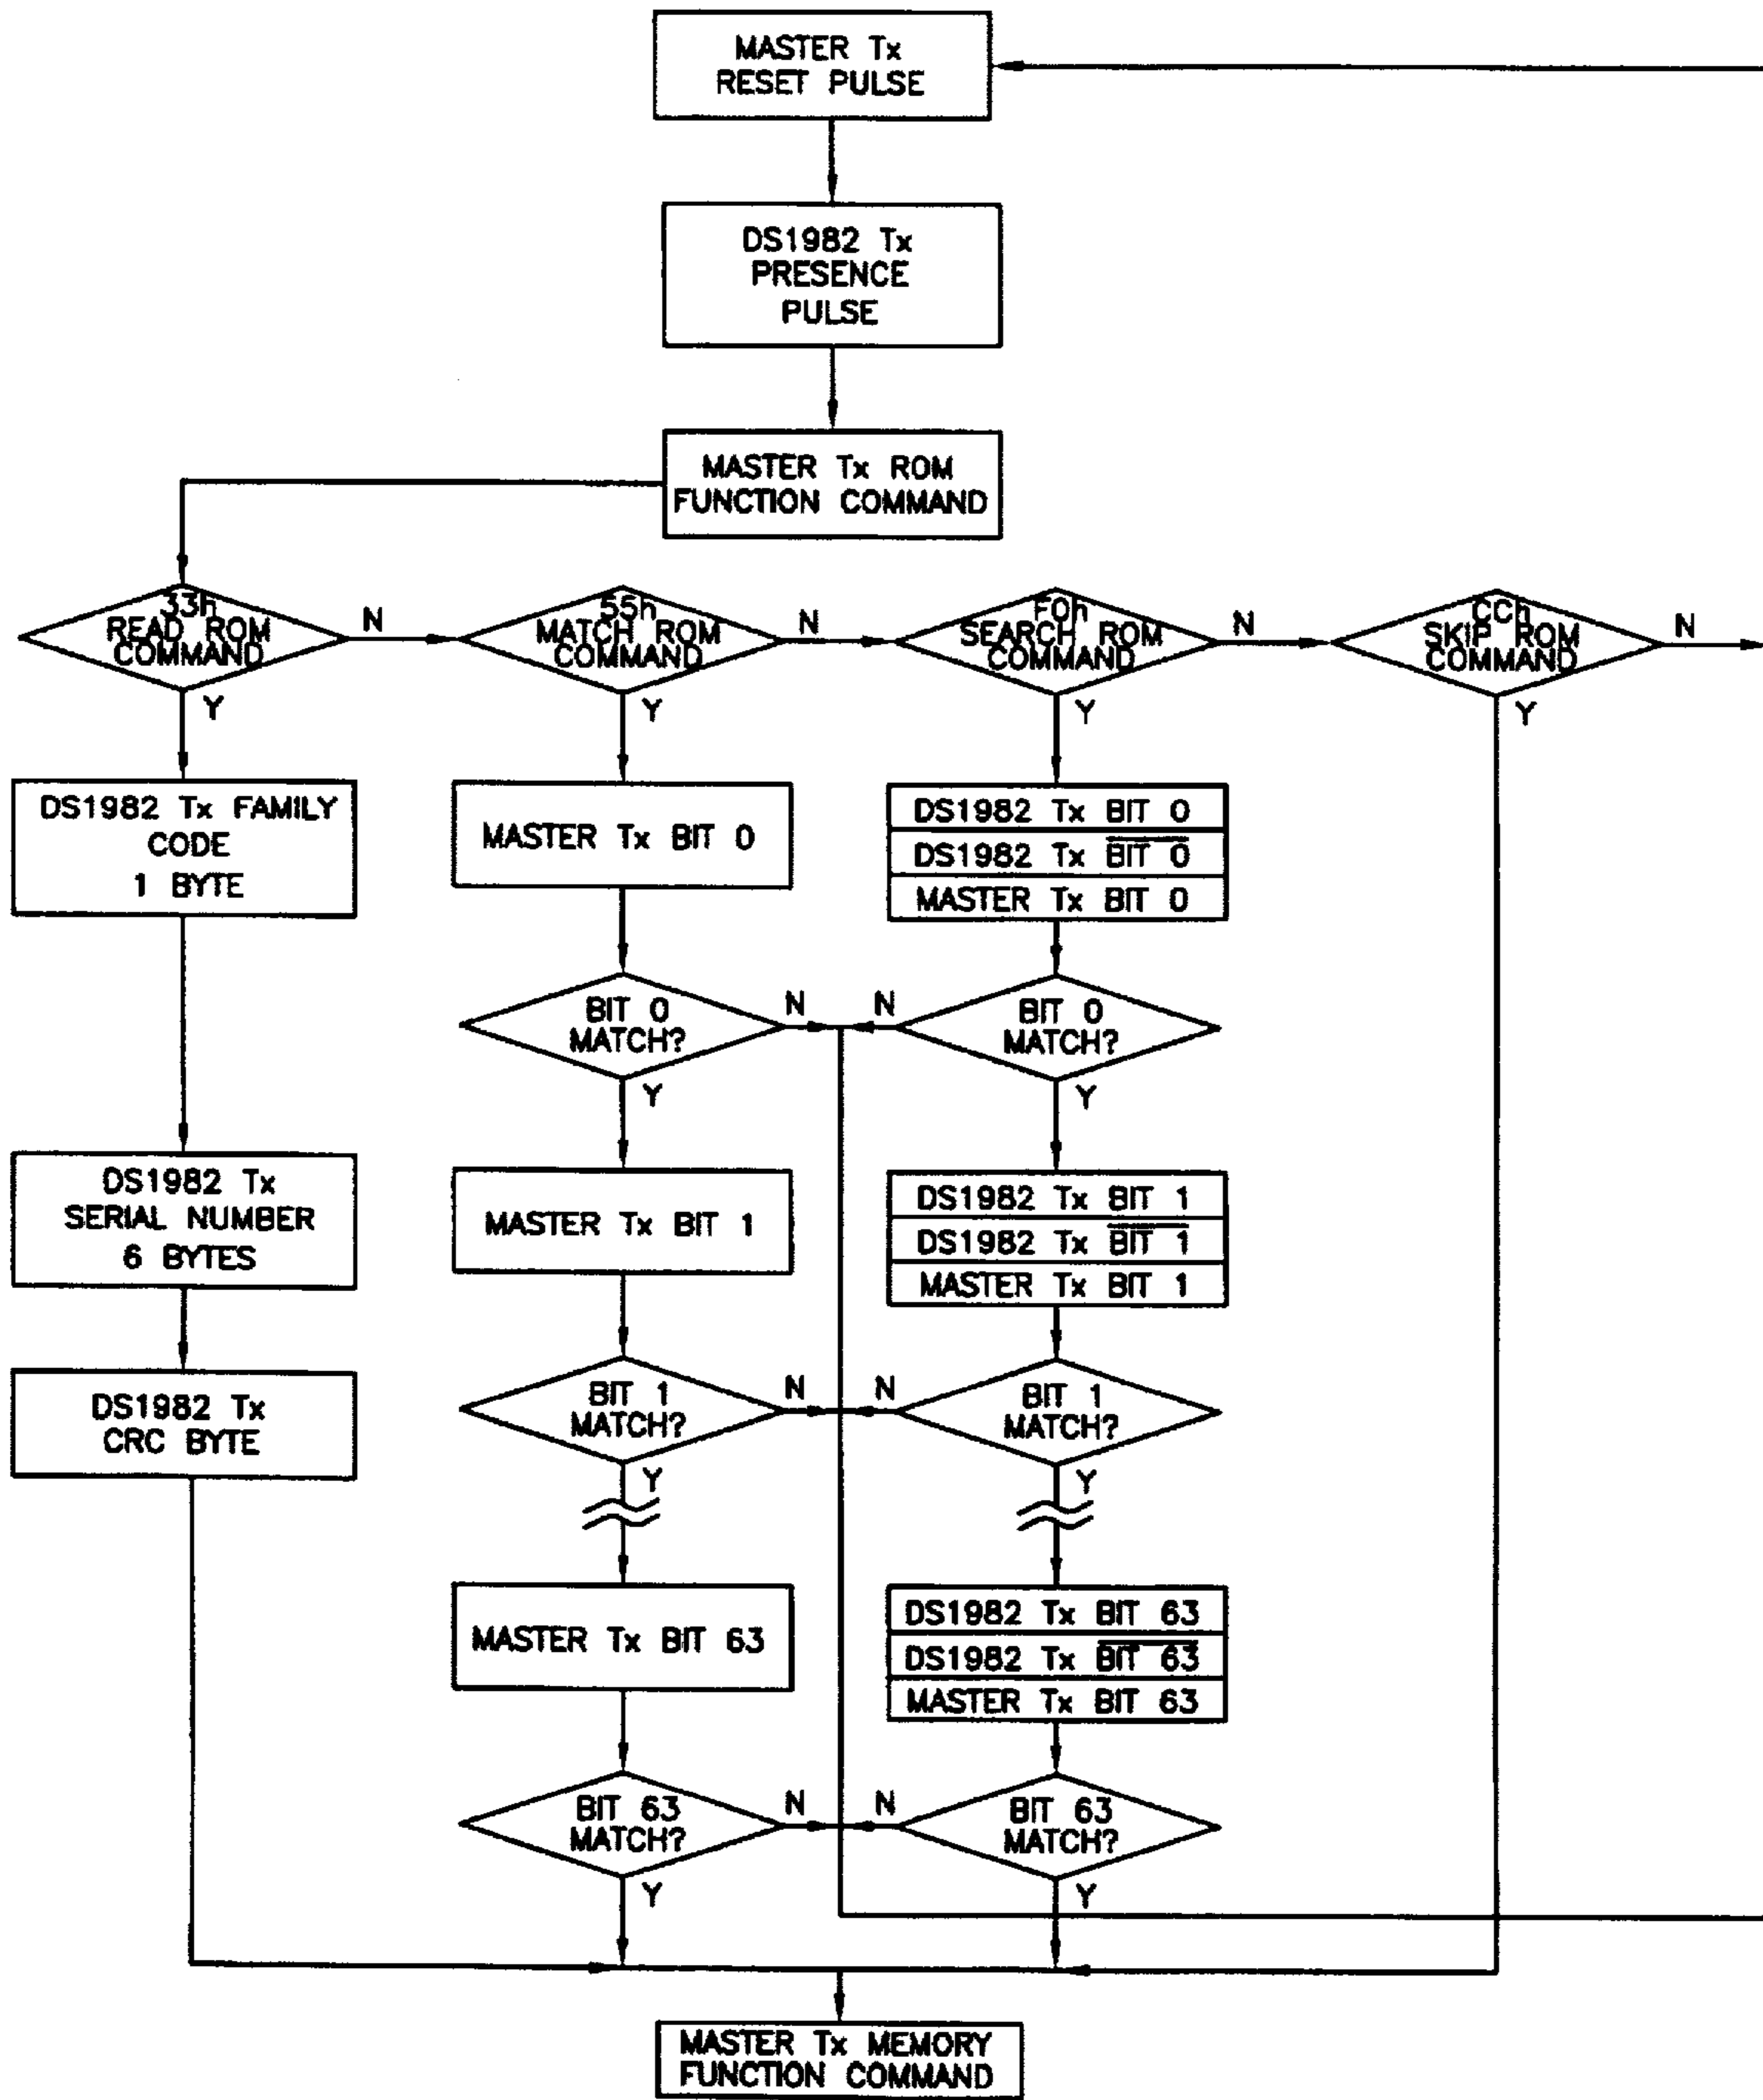 MASTER Tx
RESET PULSE
DS1982 Tx
PRESENCE
PULSE
MASTER Tx ROM
FUNCTION COMMAND
33h
READ ROM
COMMAND
N
Y
55h
MATCH ROM
COMMAND
N
Y
F0h
SEARCH ROM
COMMAND
N
Y
CCh
SKIP ROM
COMMAND
N
Y
DS1982 Tx FAMILY
CODE
1 BYTE
DS1982 Tx
SERIAL NUMBER
6 BYTES
DS1982 Tx
CRC BYTE
MASTER Tx BIT 0
BIT 0
MATCH?
N
Y
MASTER Tx BIT 1
BIT 1
MATCH?
N
Y
MASTER Tx BIT 63
BIT 63
MATCH?
N
Y
DS1982 Tx BIT 0
DS1982 Tx B̅I̅T̅ ̅0̅
MASTER Tx BIT 0
BIT 0
MATCH?
N
Y
DS1982 Tx BIT 1
DS1982 Tx B̅I̅T̅ ̅1̅
MASTER Tx BIT 1
BIT 1
MATCH?
N
Y
DS1982 Tx BIT 63
DS1982 Tx B̅I̅T̅ ̅6̅3̅
MASTER Tx BIT 63
BIT 63
MATCH?
N
Y
MASTER Tx MEMORY
FUNCTION COMMAND